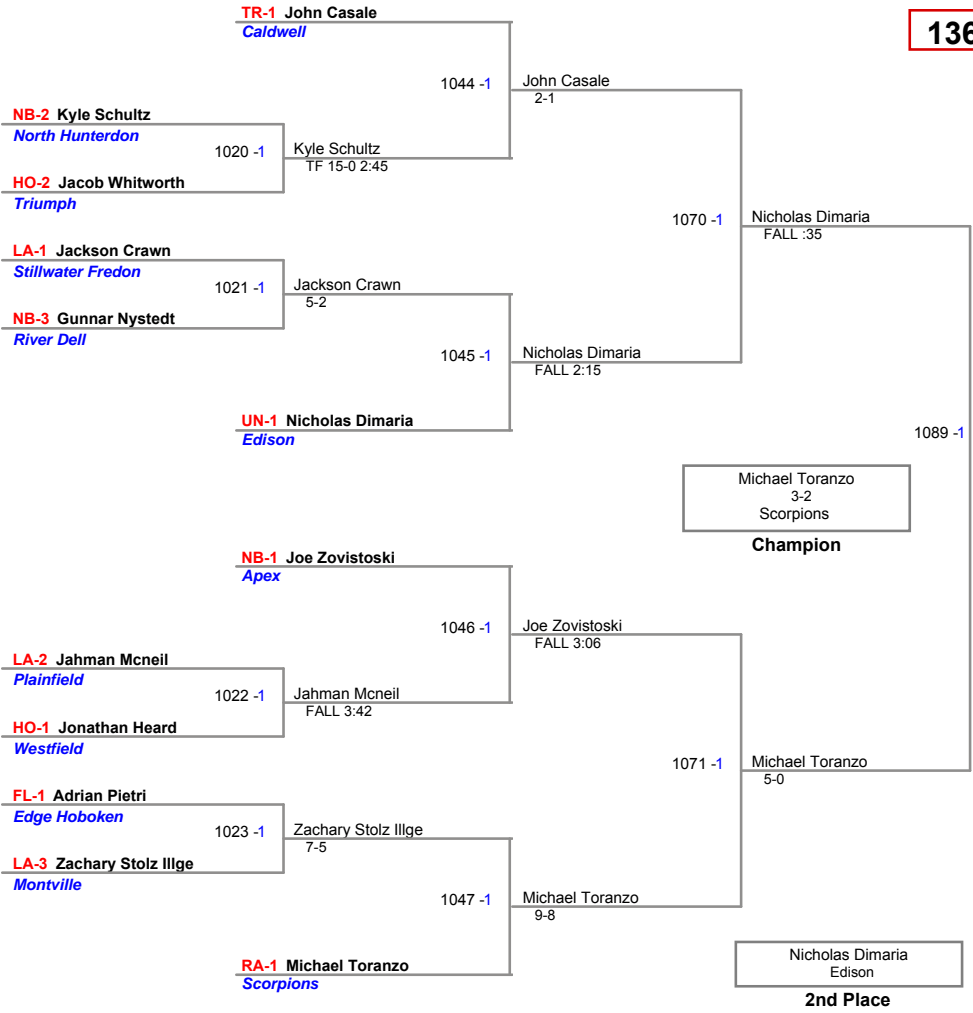 TR-1 John Casale
Caldwell
136
1044 -1
John Casale
2-1
NB-2 Kyle Schultz
North Hunterdon
1020 -1
Kyle Schultz
TF 15-0 2:45
HO-2 Jacob Whitworth
Triumph
1070 -1
Nicholas Dimaria
FALL :35
LA-1 Jackson Crawn
Stillwater Fredon
1021 -1
Jackson Crawn
5-2
NB-3 Gunnar Nystedt
River Dell
1045 -1
Nicholas Dimaria
FALL 2:15
UN-1 Nicholas Dimaria
Edison
1089 -1
Michael Toranzo
3-2
Scorpions
Champion
NB-1 Joe Zovistoski
Apex
1046 -1
Joe Zovistoski
FALL 3:06
LA-2 Jahman Mcneil
Plainfield
1022 -1
Jahman Mcneil
FALL 3:42
HO-1 Jonathan Heard
Westfield
1071 -1
Michael Toranzo
5-0
FL-1 Adrian Pietri
Edge Hoboken
1023 -1
Zachary Stolz Illge
7-5
LA-3 Zachary Stolz Illge
Montville
1047 -1
Michael Toranzo
9-8
RA-1 Michael Toranzo
Scorpions
Nicholas Dimaria
Edison
2nd Place